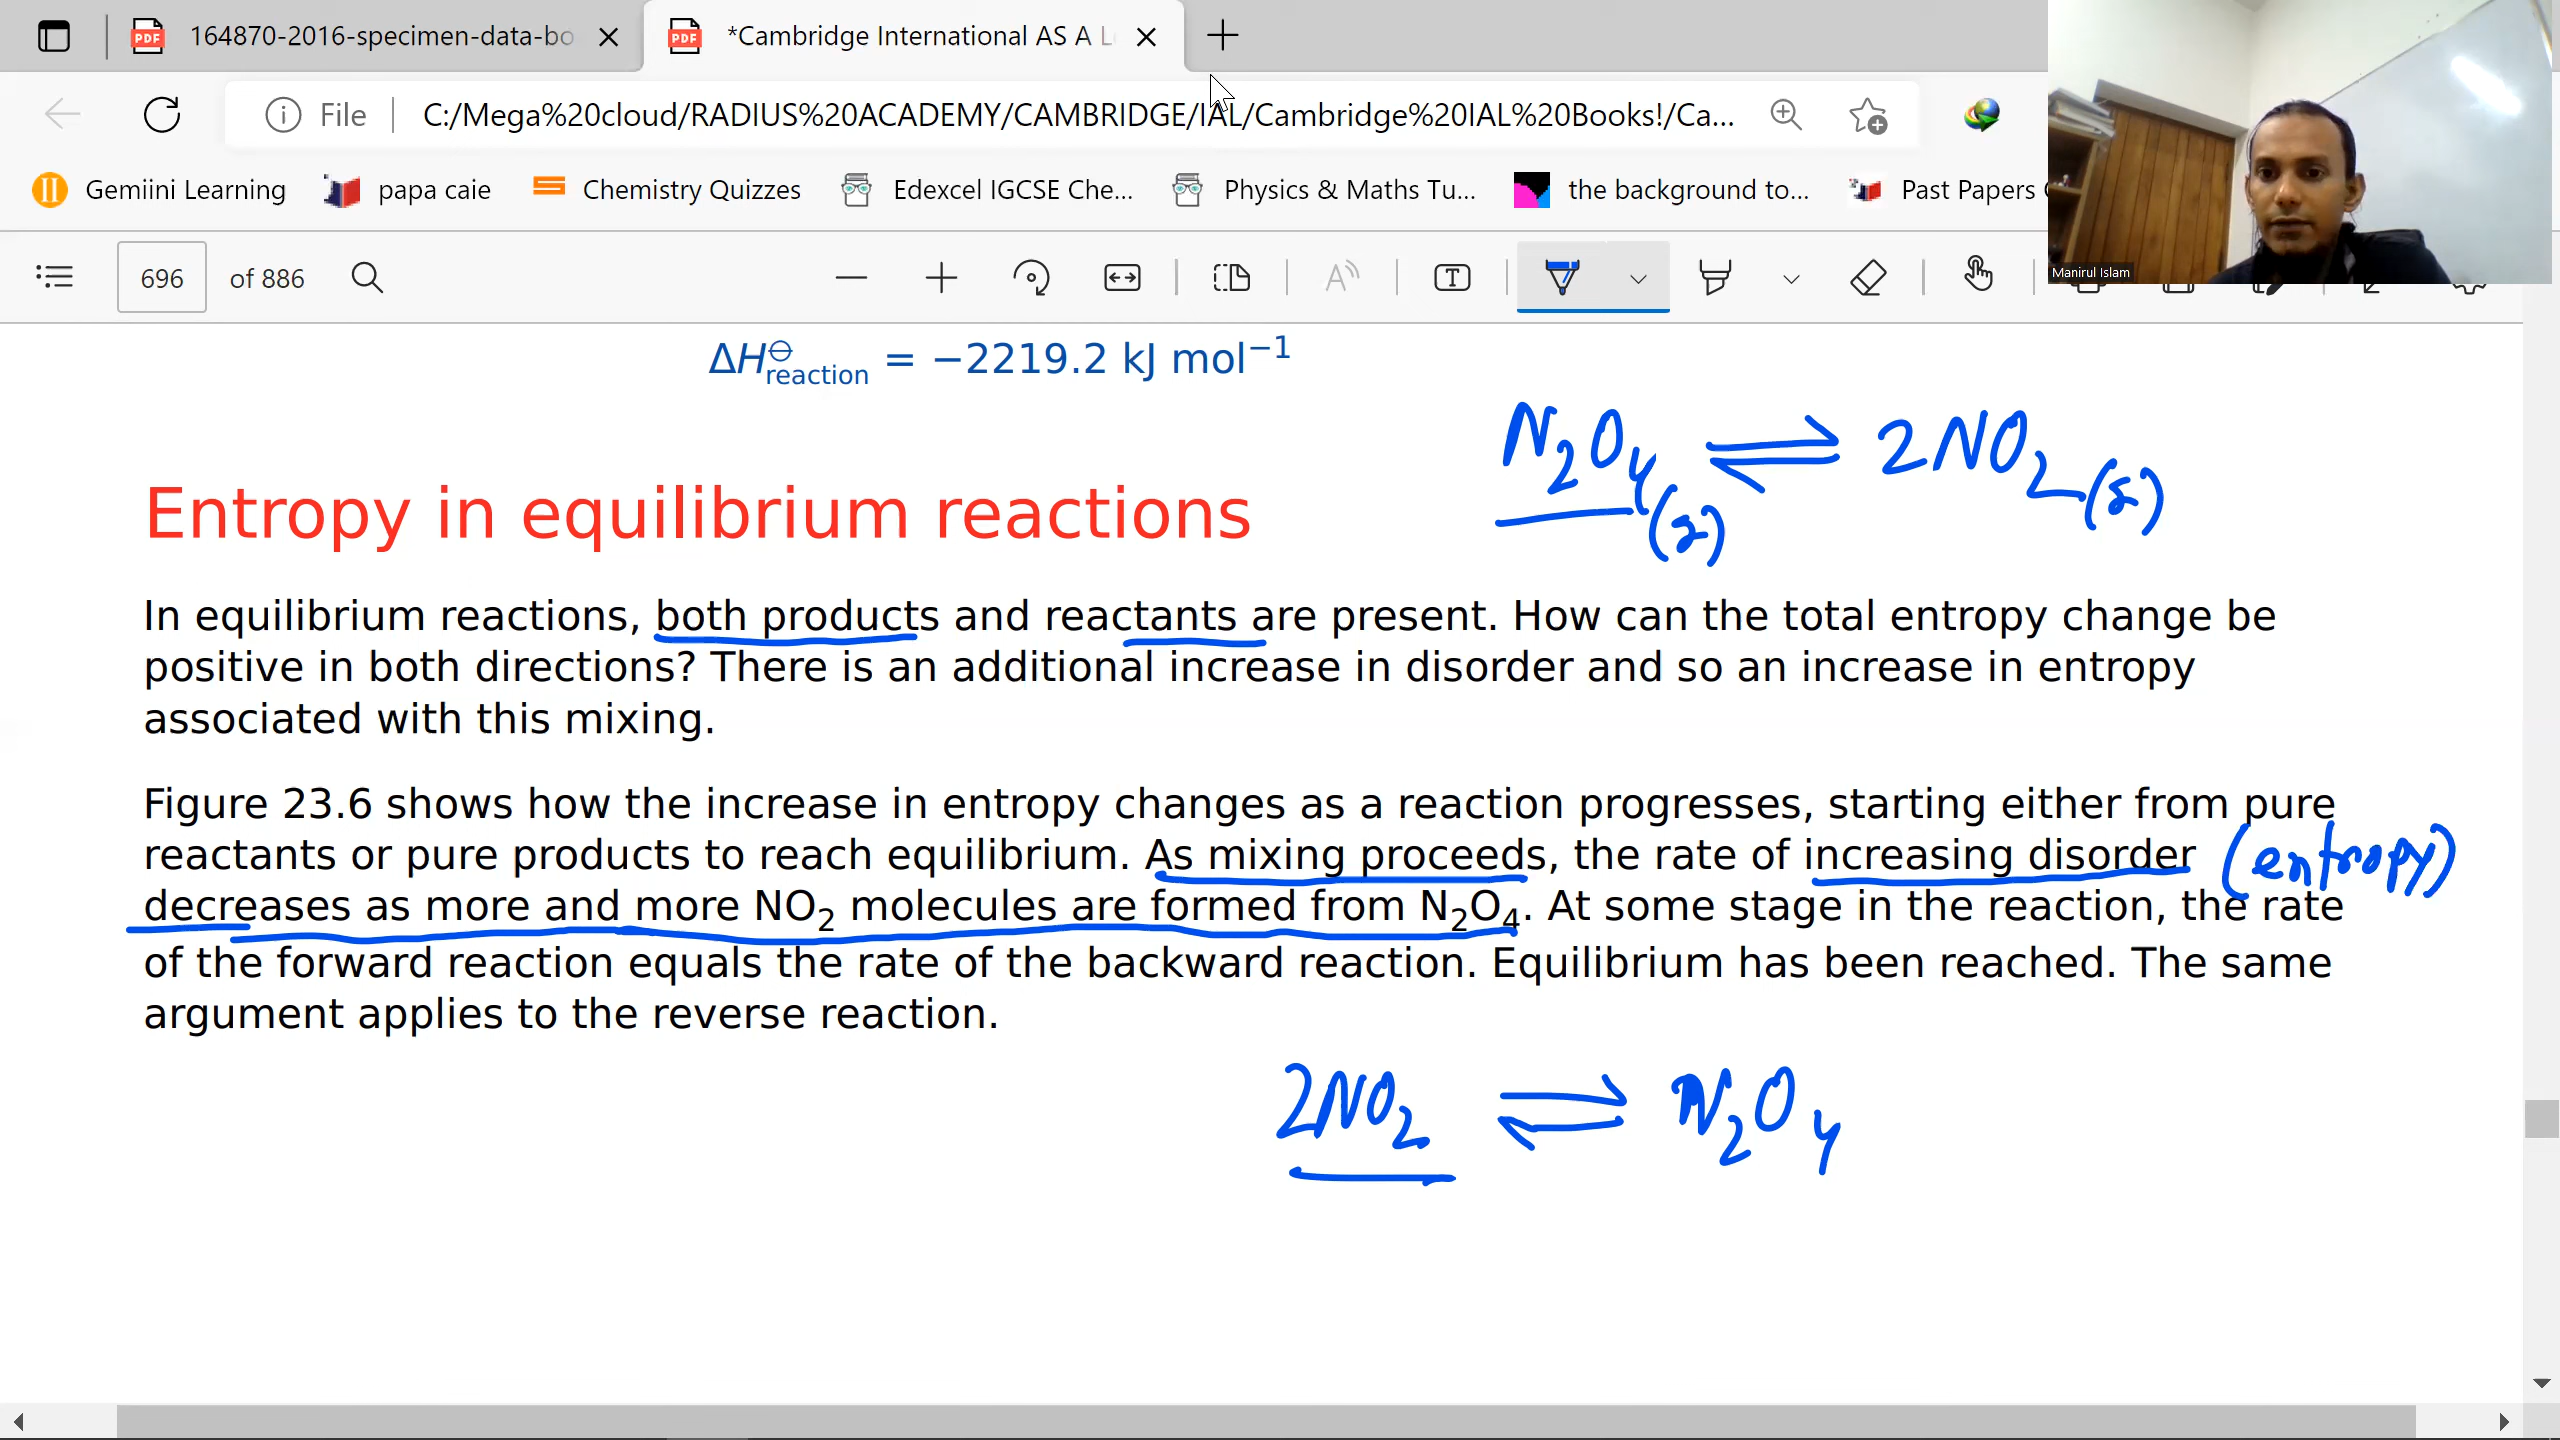 164870-2016-specimen-data-bo
*Cambridge International AS A L
File
C:/Mega%20cloud/RADIUS%20ACADEMY/CAMBRIDGE/IAL/Cambridge%20IAL%20Books!/Ca...
Gemiini Learning papa caie Chemistry Quizzes Edexcel IGCSE Che... Physics & Maths Tu... the background to... Past Papers
Manirul Islam
696 of 886
ΔH⦵reaction = −2219.2 kJ mol⁻¹
N₂O₄(g) ⇌ 2NO₂(g)
Entropy in equilibrium reactions
In equilibrium reactions, both products and reactants are present. How can the total entropy change be
positive in both directions? There is an additional increase in disorder and so an increase in entropy
associated with this mixing.
Figure 23.6 shows how the increase in entropy changes as a reaction progresses, starting either from pure
reactants or pure products to reach equilibrium. As mixing proceeds, the rate of increasing disorder (entropy)
decreases as more and more NO₂ molecules are formed from N₂O₄. At some stage in the reaction, the rate
of the forward reaction equals the rate of the backward reaction. Equilibrium has been reached. The same
argument applies to the reverse reaction.
2NO₂ ⇌ N₂O₄